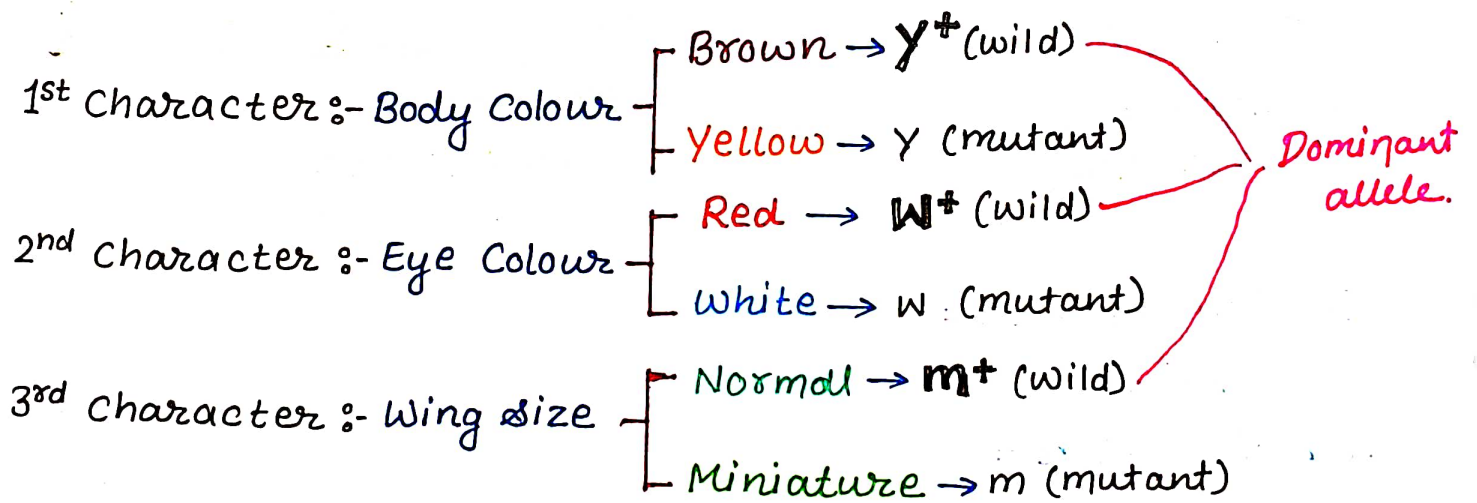 Brown → Y⁺ (wild)
1st Character :- Body Colour
Yellow → Y (mutant)
Dominant allele.
Red → W⁺ (wild)
2nd Character :- Eye Colour
White → w (mutant)
Normal → m⁺ (wild)
3rd Character :- Wing size
Miniature → m (mutant)